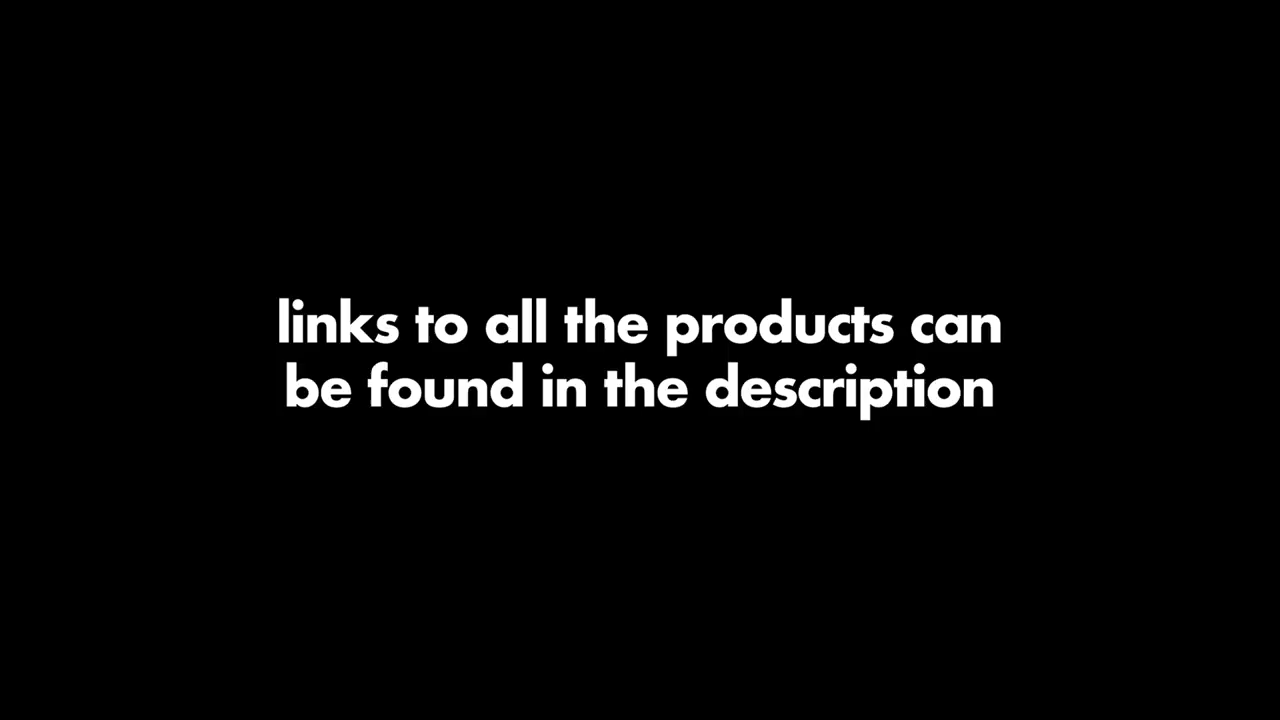 links to all the products can
be found in the description